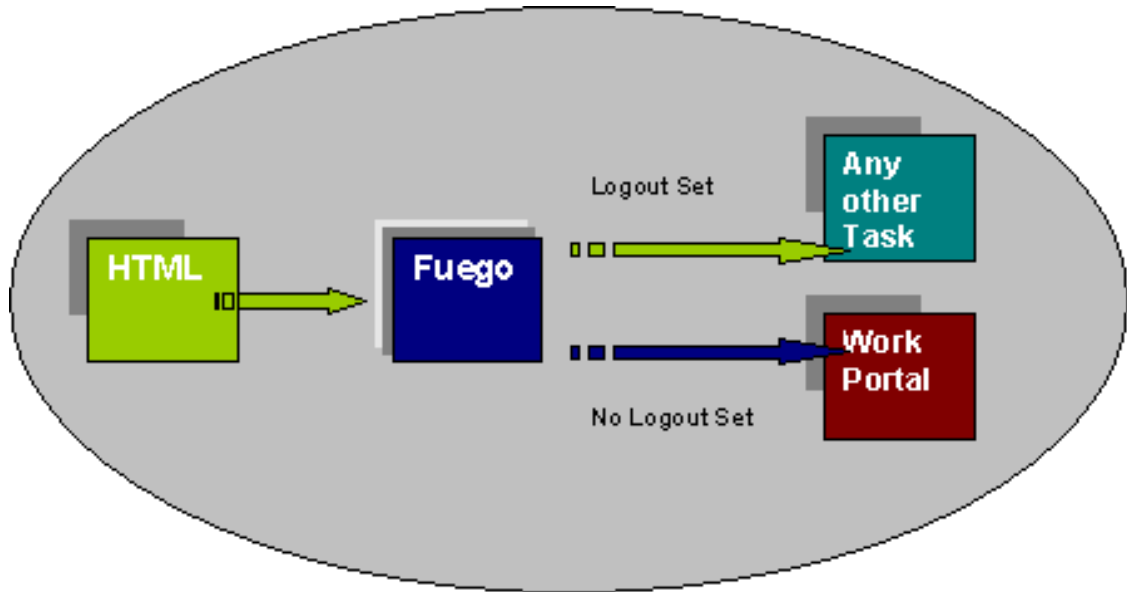 HTML
Fuego
Logout Set
Any
other
Task
Work
Portal
No Logout Set